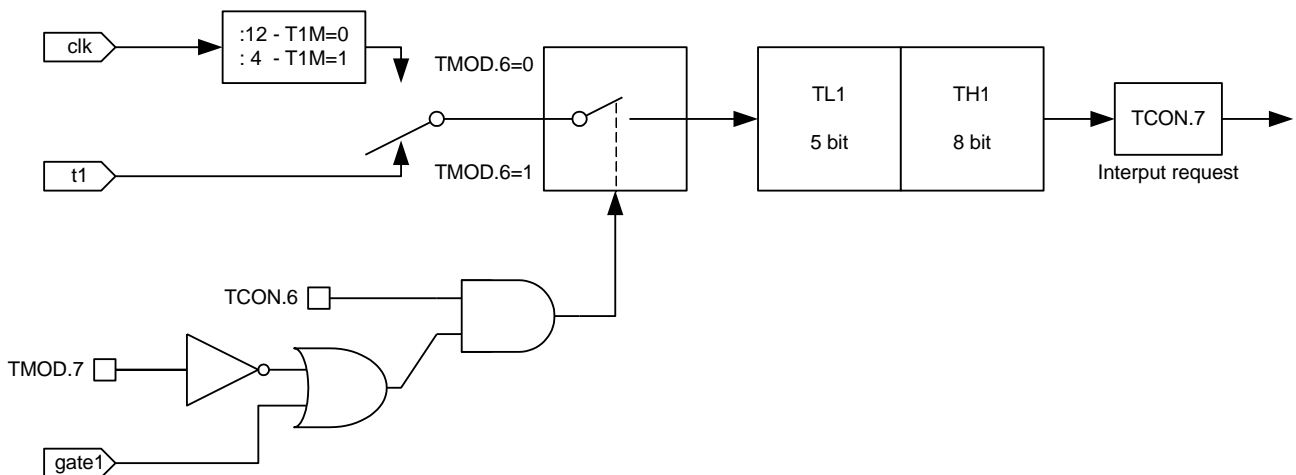 clk
:12 - T1M=0
: 4 - T1M=1
TMOD.6=0
t1
TMOD.6=1
TL1
5 bit
TH1
8 bit
TCON.7
Interput request
TCON.6
TMOD.7
gate1